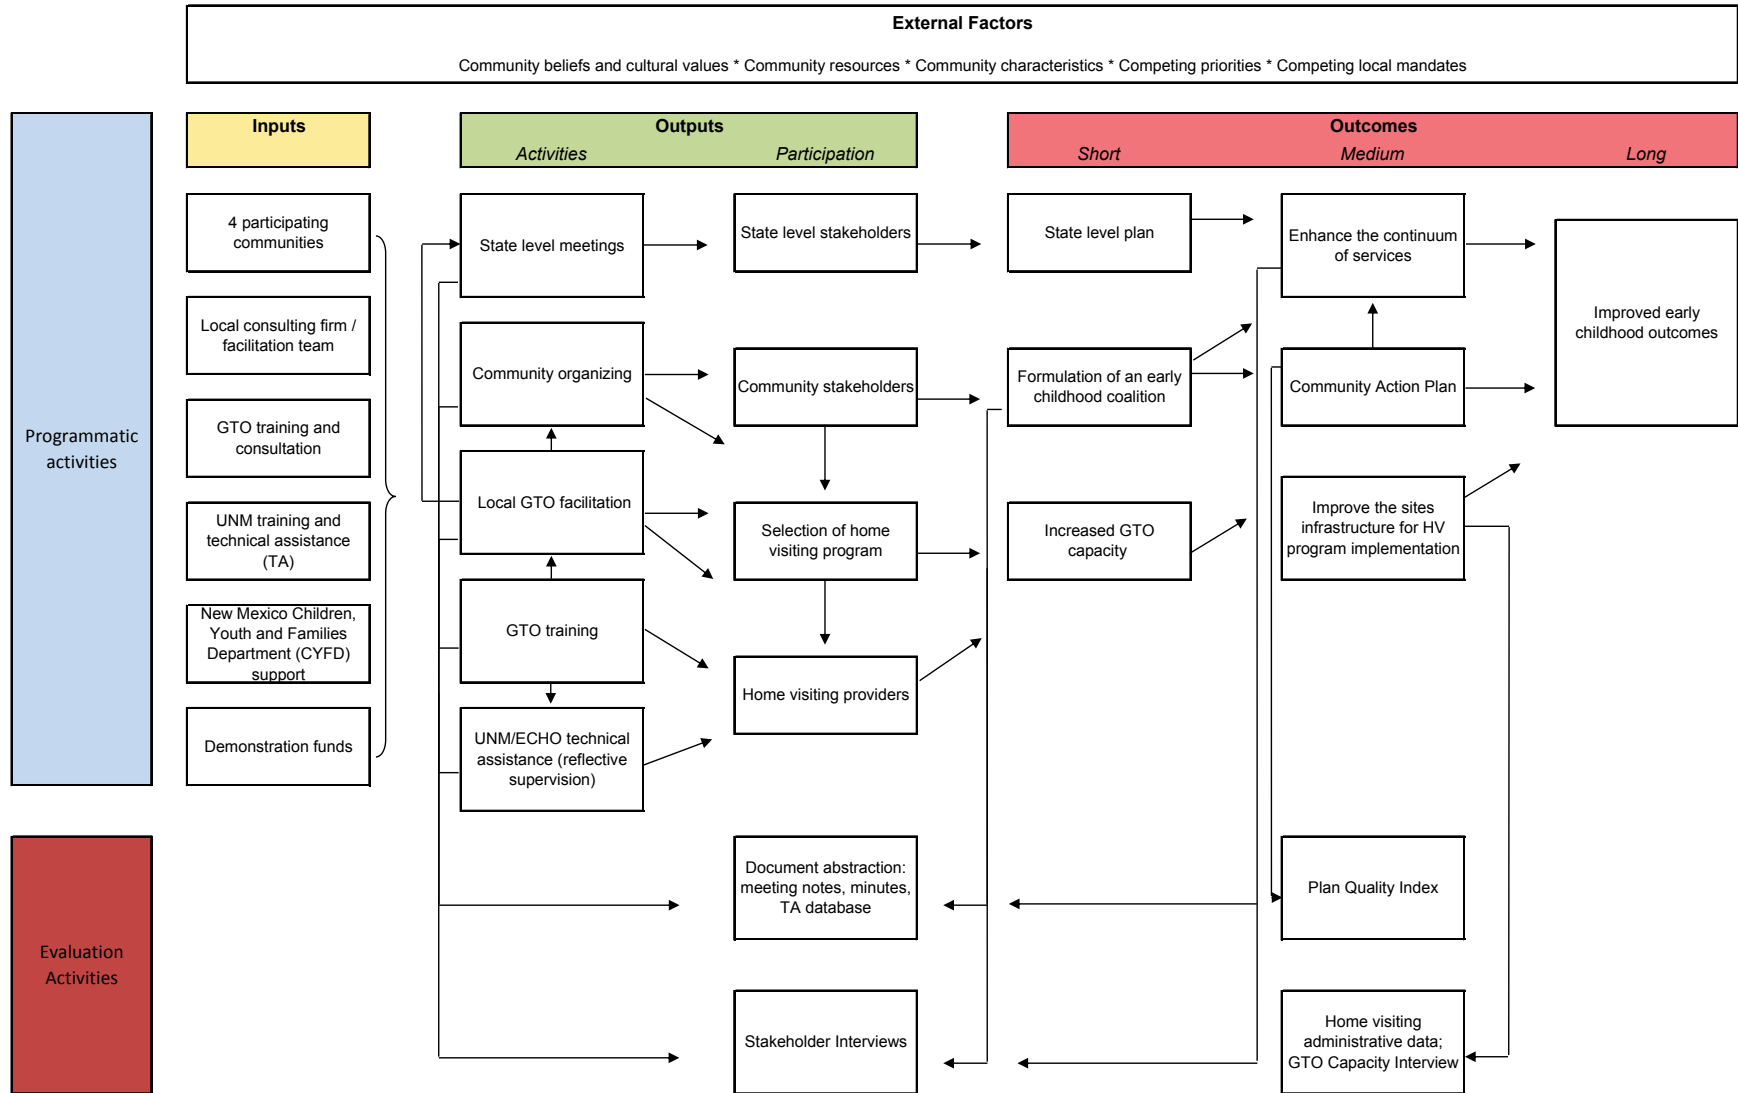 External Factors
Community beliefs and cultural values * Community resources * Community characteristics * Competing priorities * Competing local mandates
Programmatic
activities
Inputs
Outputs
Activities
Participation
Outcomes
Short
Medium
Long
4 participating
communities
Local consulting firm /
facilitation team
GTO training and
consultation
UNM training and
technical assistance
(TA)
New Mexico Children,
Youth and Families
Department (CYFD)
support
Demonstration funds
State level meetings
Community organizing
Local GTO facilitation
GTO training
UNM/ECHO technical
assistance (reflective
supervision)
State level stakeholders
Community stakeholders
Selection of home
visiting program
Home visiting providers
State level plan
Formulation of an early
childhood coalition
Increased GTO
capacity
Enhance the continuum
of services
Community Action Plan
Improve the sites
infrastructure for HV
program implementation
Improved early
childhood outcomes
Evaluation
Activities
Document abstraction:
meeting notes, minutes,
TA database
Stakeholder Interviews
Plan Quality Index
Home visiting
administrative data;
GTO Capacity Interview